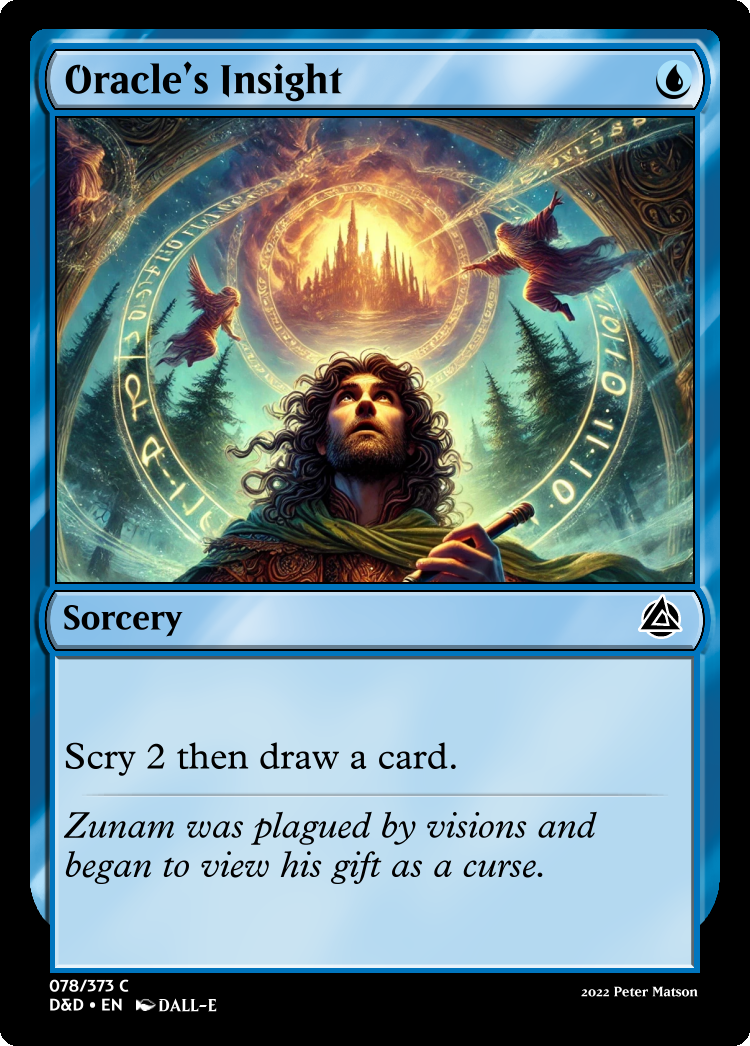 Oracle's Insight
Sorcery
Scry 2 then draw a card.
Zunam was plagued by visions and
began to view his gift as a curse.
078/373 C
D&D • EN DALL-E
2022 Peter Matson